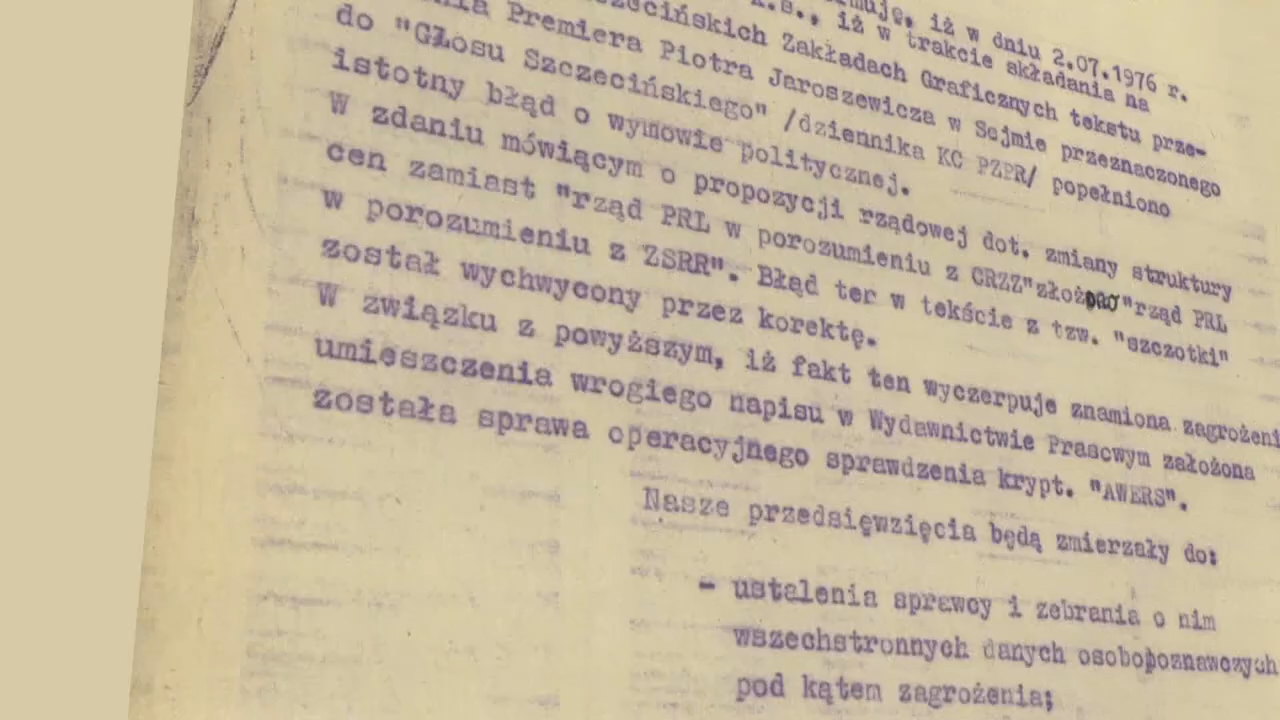 iż w dniu 2.07.1976 r.
iż w trakcie składania na
Zakładach Graficznych tekstu prze-
Premiera Piotra Jaroszewicza w Sejmie przeznaczonego
do "Głosu Szczecińskiego" /dziennika KC PZPR/ popełniono
istotny błąd o wymowie politycznej.
W zdaniu mówiącym o propozycji rządowej dot. zmiany struktury
cen zamiast "rząd PRL w porozumieniu z CRZZ"złożono"rząd PRL
w porozumieniu z ZSRR". Błąd ter w tekście z tzw. "szczotki"
został wychwycony przez korektę.
W związku z powyższym, iż fakt ten wyczerpuje znamiona zagrożeni
umieszczenia wrogiego napisu w Wydawnictwie Prasowym założona
została sprawa operacyjnego sprawdzenia krypt. "AWERS".
Nasze przedsięwzięcia będą zmierzały do:
- ustalenia sprawcy i zebrania o nim
wszechstronnych danych osobopoznawczych
pod kątem zagrożenia;